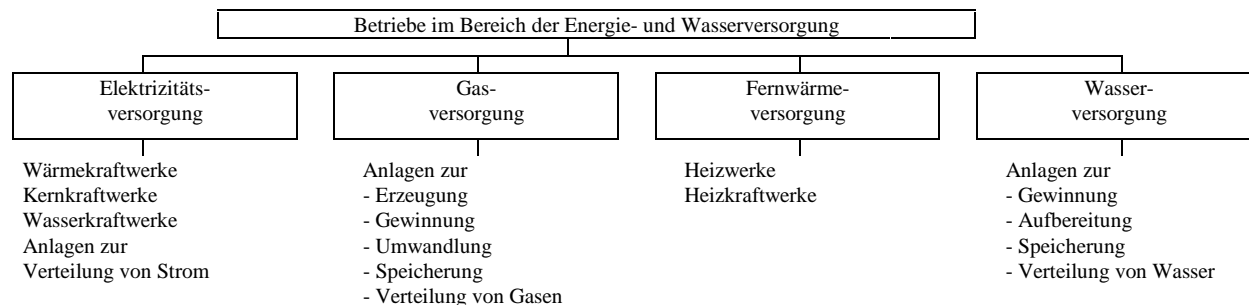 Betriebe im Bereich der Energie- und Wasserversorgung
Elektrizitäts-
versorgung
Gas-
versorgung
Fernwärme-
versorgung
Wasser-
versorgung
Wärmekraftwerke
Kernkraftwerke
Wasserkraftwerke
Anlagen zur
Verteilung von Strom
Anlagen zur
- Erzeugung
- Gewinnung
- Umwandlung
- Speicherung
- Verteilung von Gasen
Heizwerke
Heizkraftwerke
Anlagen zur
- Gewinnung
- Aufbereitung
- Speicherung
- Verteilung von Wasser